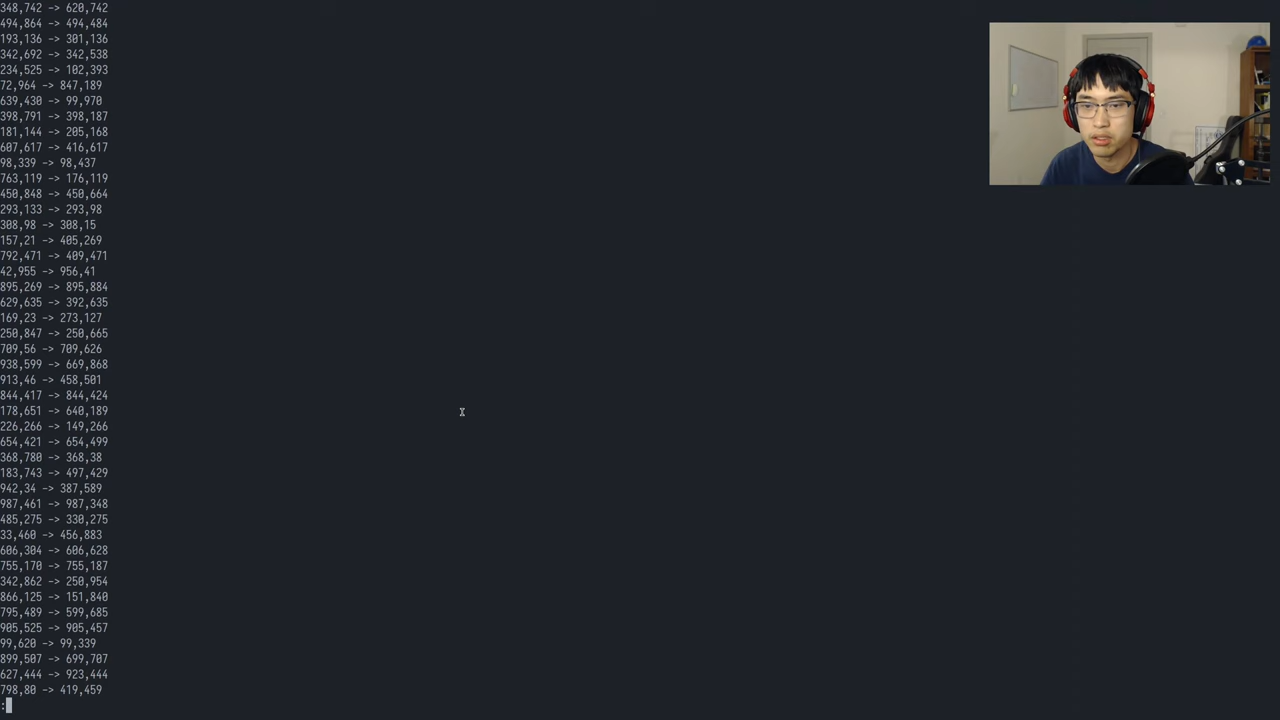 348,742 -> 620,742
494,864 -> 494,484
193,136 -> 301,136
342,692 -> 342,538
234,525 -> 102,393
72,964 -> 847,189
639,430 -> 99,970
398,791 -> 398,187
181,144 -> 205,168
607,617 -> 416,617
98,339 -> 98,437
763,119 -> 176,119
450,848 -> 450,664
293,133 -> 293,98
308,98 -> 308,15
157,21 -> 405,269
792,471 -> 409,471
42,955 -> 956,41
895,269 -> 895,884
629,635 -> 392,635
169,23 -> 273,127
250,847 -> 250,665
709,56 -> 709,626
938,599 -> 669,868
913,46 -> 458,501
844,417 -> 844,424
178,651 -> 640,189
226,266 -> 149,266
654,421 -> 654,499
368,780 -> 368,38
183,743 -> 497,429
942,34 -> 387,589
987,461 -> 987,348
485,275 -> 330,275
33,460 -> 456,883
606,304 -> 606,628
755,170 -> 755,187
342,862 -> 250,954
866,125 -> 151,840
795,489 -> 599,685
905,525 -> 905,457
99,620 -> 99,339
899,507 -> 699,707
627,444 -> 923,444
798,80 -> 419,459
: